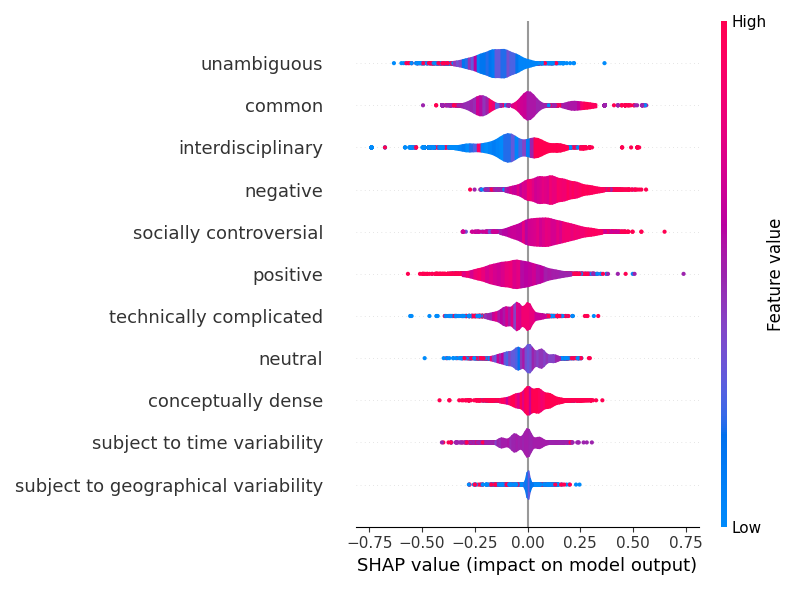 High
unambiguous
common
interdisciplinary
negative
socially controversial
positive
technically complicated
neutral
conceptually dense
subject to time variability
subject to geographical variability
Feature value
Low
−0.75 −0.50 −0.25 0.00 0.25 0.50 0.75
SHAP value (impact on model output)